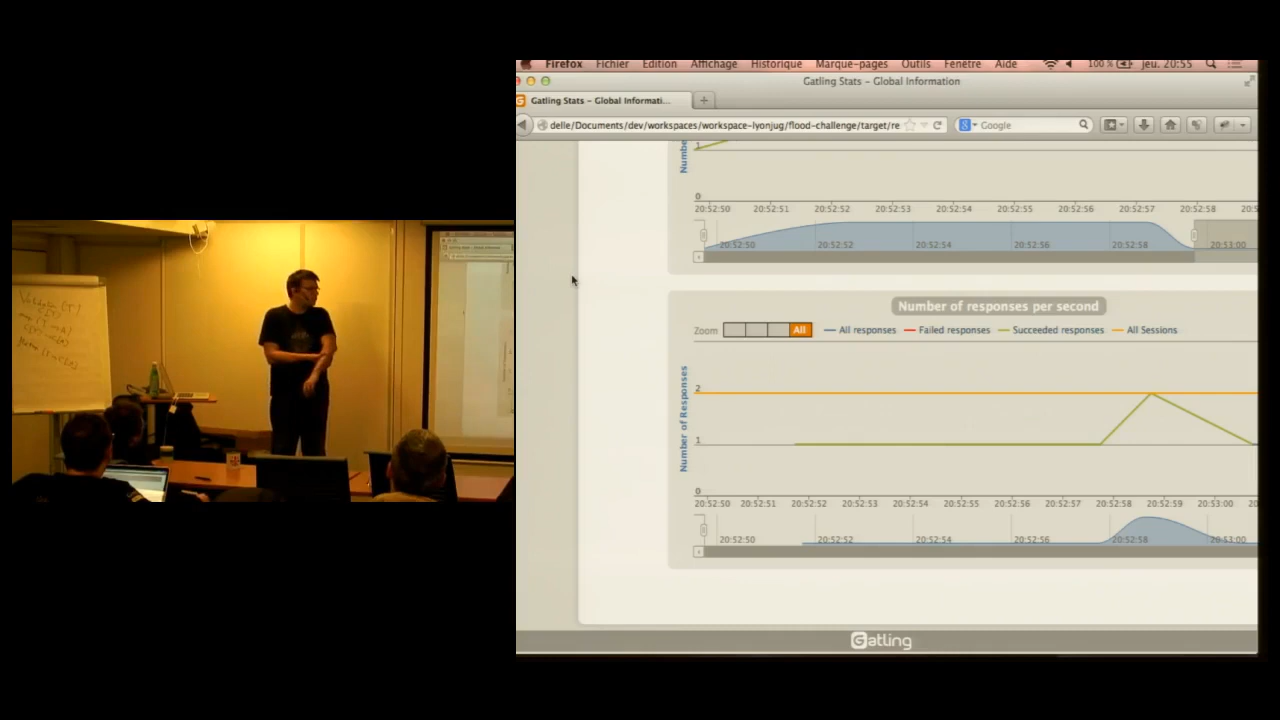 Firefox Fichier Edition Affichage Historique Marque-pages Outils Fenêtre Aide 100 % jeu. 20:55
Gatling Stats – Global Information
Gatling Stats – Global Informati...
delle/Documents/dev/workspaces/workspace-lyonjug/flood-challenge/target/re
Google
1
Numbe
0
20:52:50 20:52:51 20:52:52 20:52:53 20:52:54 20:52:55 20:52:56 20:52:57 20:52:58 20:5
20:52:50 20:52:52 20:52:54 20:52:56 20:52:58 20:53:00
Number of responses per second
Zoom All All responses Failed responses Succeeded responses All Sessions
Number of Responses
2
1
0
20:52:50 20:52:51 20:52:52 20:52:53 20:52:54 20:52:55 20:52:56 20:52:57 20:52:58 20:52:59 20:53:00 20
20:52:50 20:52:52 20:52:54 20:52:56 20:52:58 20:53:00
Gatling